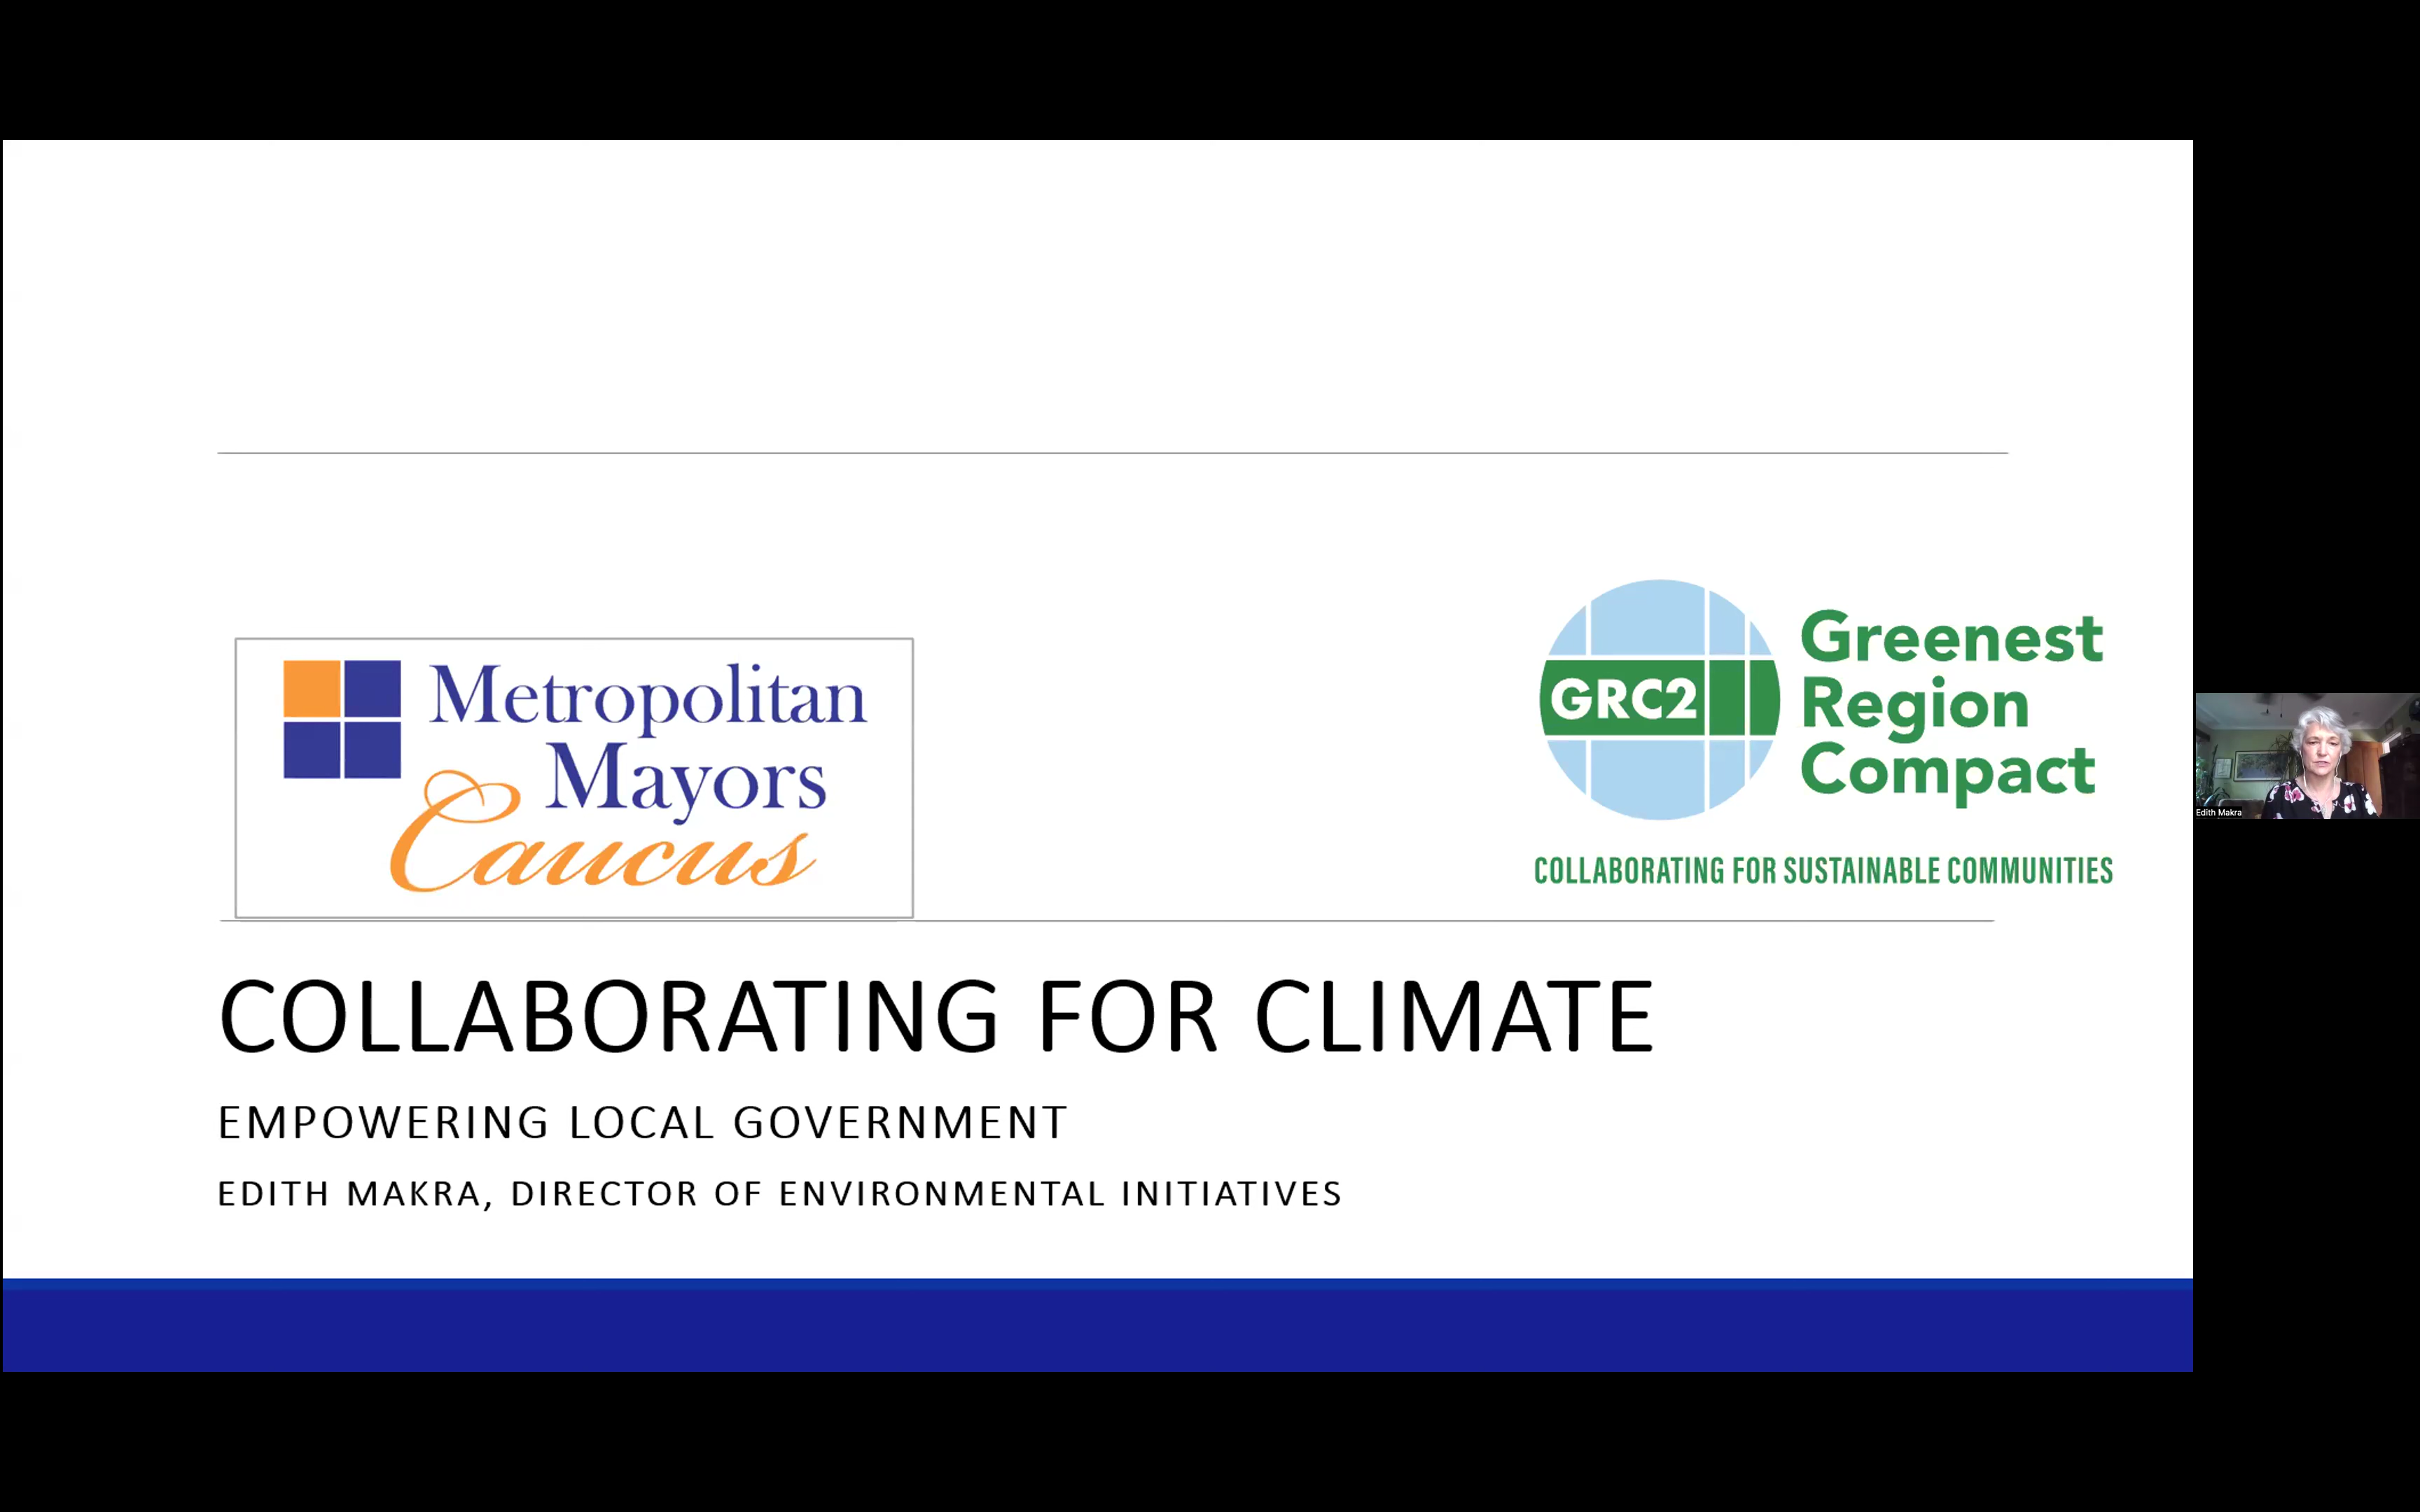 Metropolitan
Mayors
Caucus
GRC2
Greenest
Region
Compact
COLLABORATING FOR SUSTAINABLE COMMUNITIES
COLLABORATING FOR CLIMATE
EMPOWERING LOCAL GOVERNMENT
EDITH MAKRA, DIRECTOR OF ENVIRONMENTAL INITIATIVES
Edith Makra